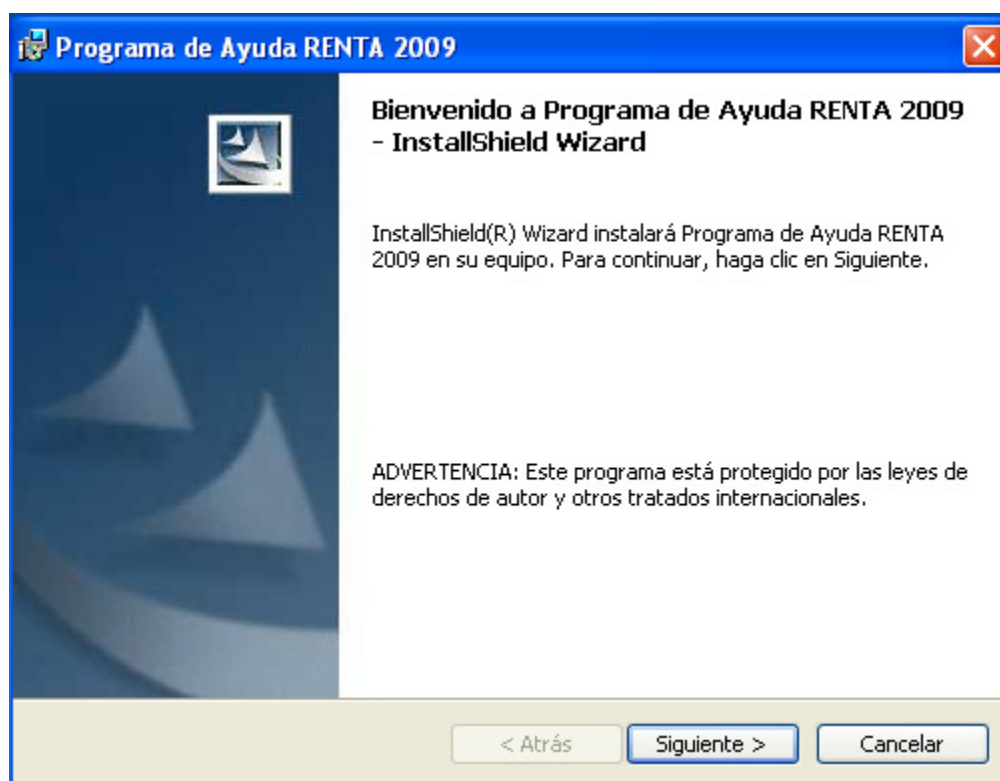 Programa de Ayuda RENTA 2009
Bienvenido a Programa de Ayuda RENTA 2009
- InstallShield Wizard
InstallShield(R) Wizard instalará Programa de Ayuda RENTA
2009 en su equipo. Para continuar, haga clic en Siguiente.
ADVERTENCIA: Este programa está protegido por las leyes de
derechos de autor y otros tratados internacionales.
< Atrás
Siguiente >
Cancelar